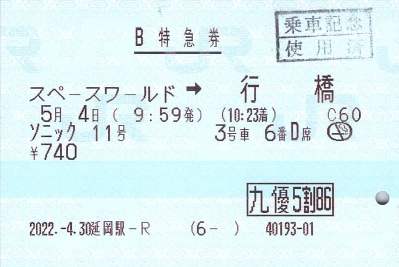 B 特急券
乗車記念
使用済
スペースワールド ➡ 行橋
5月 4日 ( 9:59発) (10:23着) C60
ソニック 11号 3号車 6番D席
¥740
九優5割86
2022.-4.30延岡駅-R (6- ) 40193-01